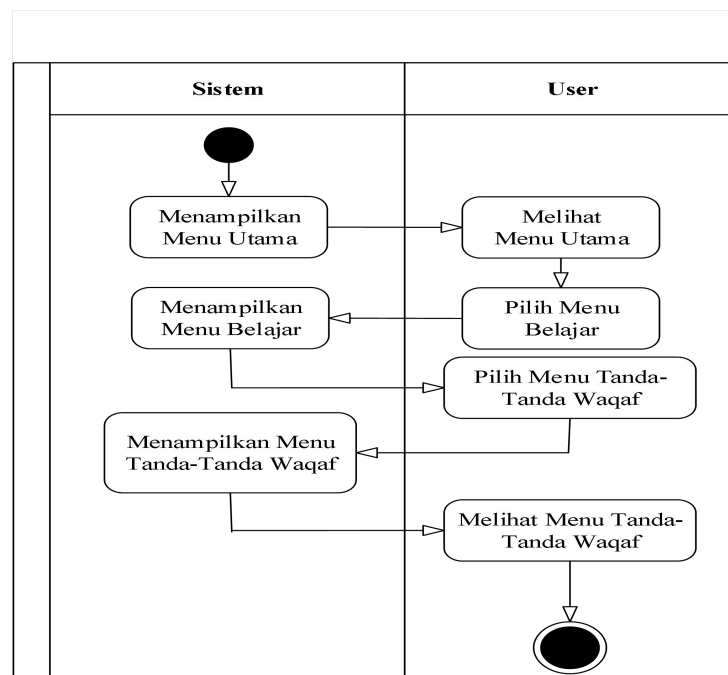 Sistem
User
Menampilkan
Menu Utama
Melihat
Menu Utama
Menampilkan
Menu Belajar
Pilih Menu
Belajar
Pilih Menu Tanda-
Tanda Waqaf
Menampilkan Menu
Tanda-Tanda Waqaf
Melihat Menu Tanda-
Tanda Waqaf